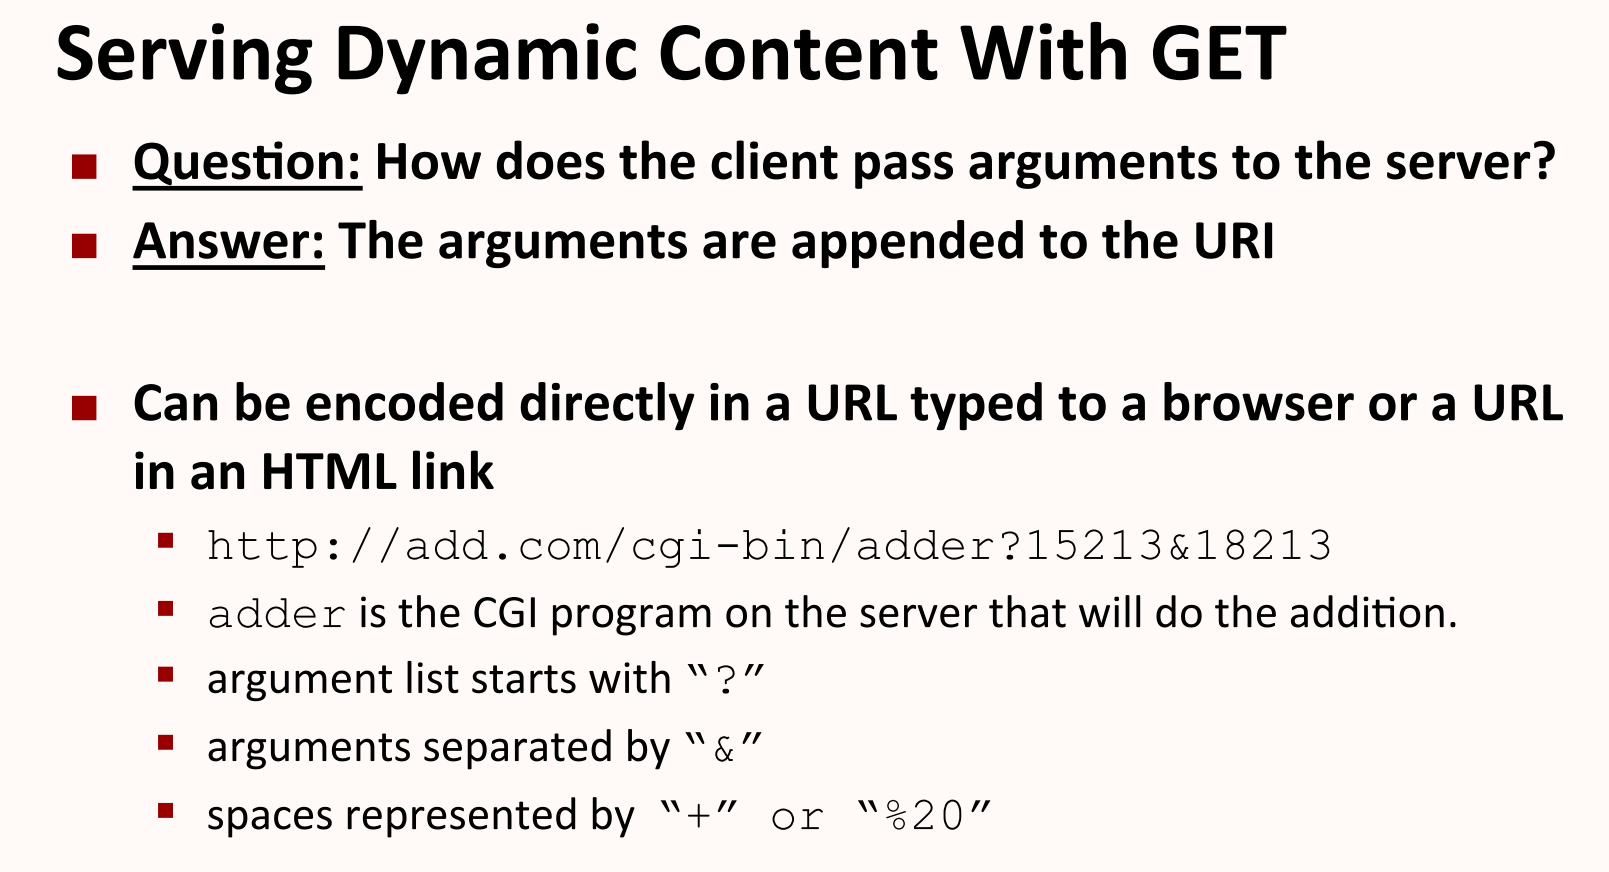 Serving Dynamic Content With GET
Question: How does the client pass arguments to the server?
Answer: The arguments are appended to the URI
Can be encoded directly in a URL typed to a browser or a URL
in an HTML link
http://add.com/cgi-bin/adder?15213&18213
adder is the CGI program on the server that will do the addition.
argument list starts with “?”
arguments separated by “&”
spaces represented by “+” or “%20”